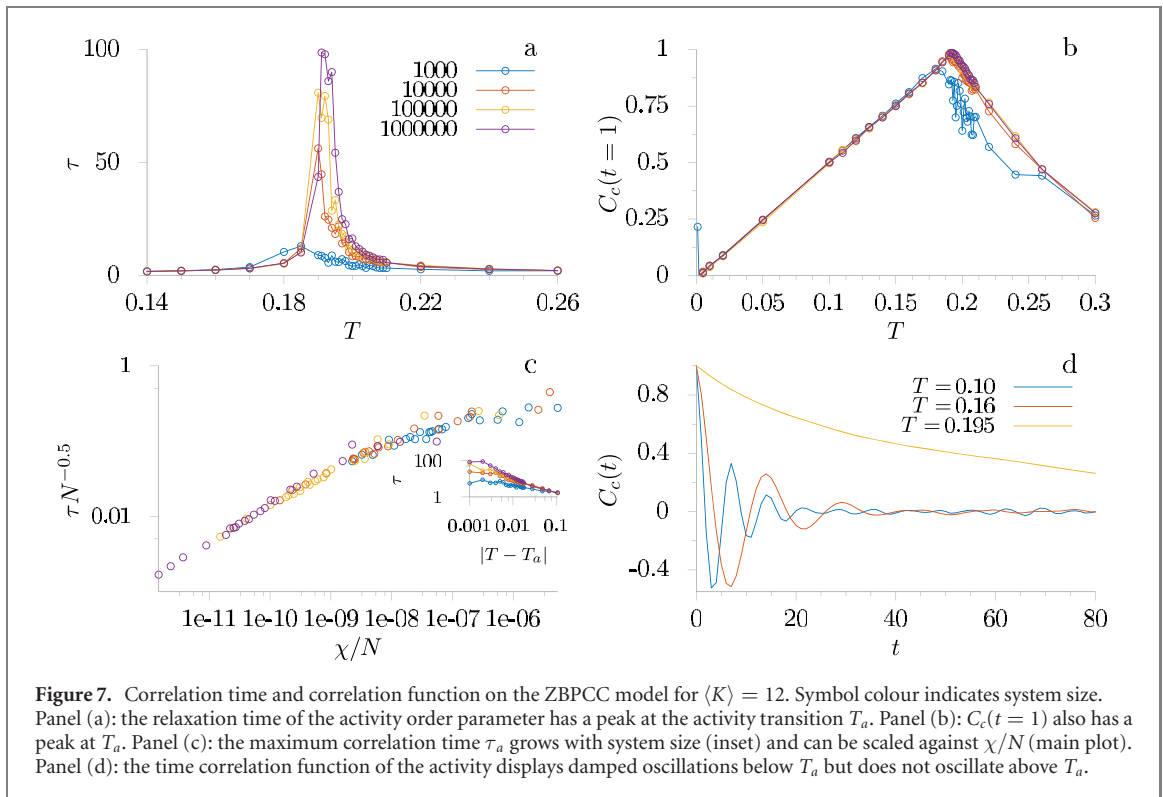 a
100
50
0
τ
1000
10000
100000
1000000
0.14 0.18 0.22 0.26
T
b
1
0.75
0.5
0.25
0
C_c(t = 1)
0 0.05 0.1 0.15 0.2 0.25 0.3
T
c
1
0.01
τN^{-0.5}
1e-11 1e-10 1e-09 1e-08 1e-07 1e-06
χ/N
100
1
τ
0.001 0.01 0.1
|T − T_a|
d
0.8
0.4
0
-0.4
C_c(t)
T = 0.10
T = 0.16
T = 0.195
0 20 40 60 80
t
Figure 7. Correlation time and correlation function on the ZBPCC model for ⟨K⟩ = 12. Symbol colour indicates system size.
Panel (a): the relaxation time of the activity order parameter has a peak at the activity transition T_a. Panel (b): C_c(t = 1) also has a
peak at T_a. Panel (c): the maximum correlation time τ_a grows with system size (inset) and can be scaled against χ/N (main plot).
Panel (d): the time correlation function of the activity displays damped oscillations below T_a but does not oscillate above T_a.